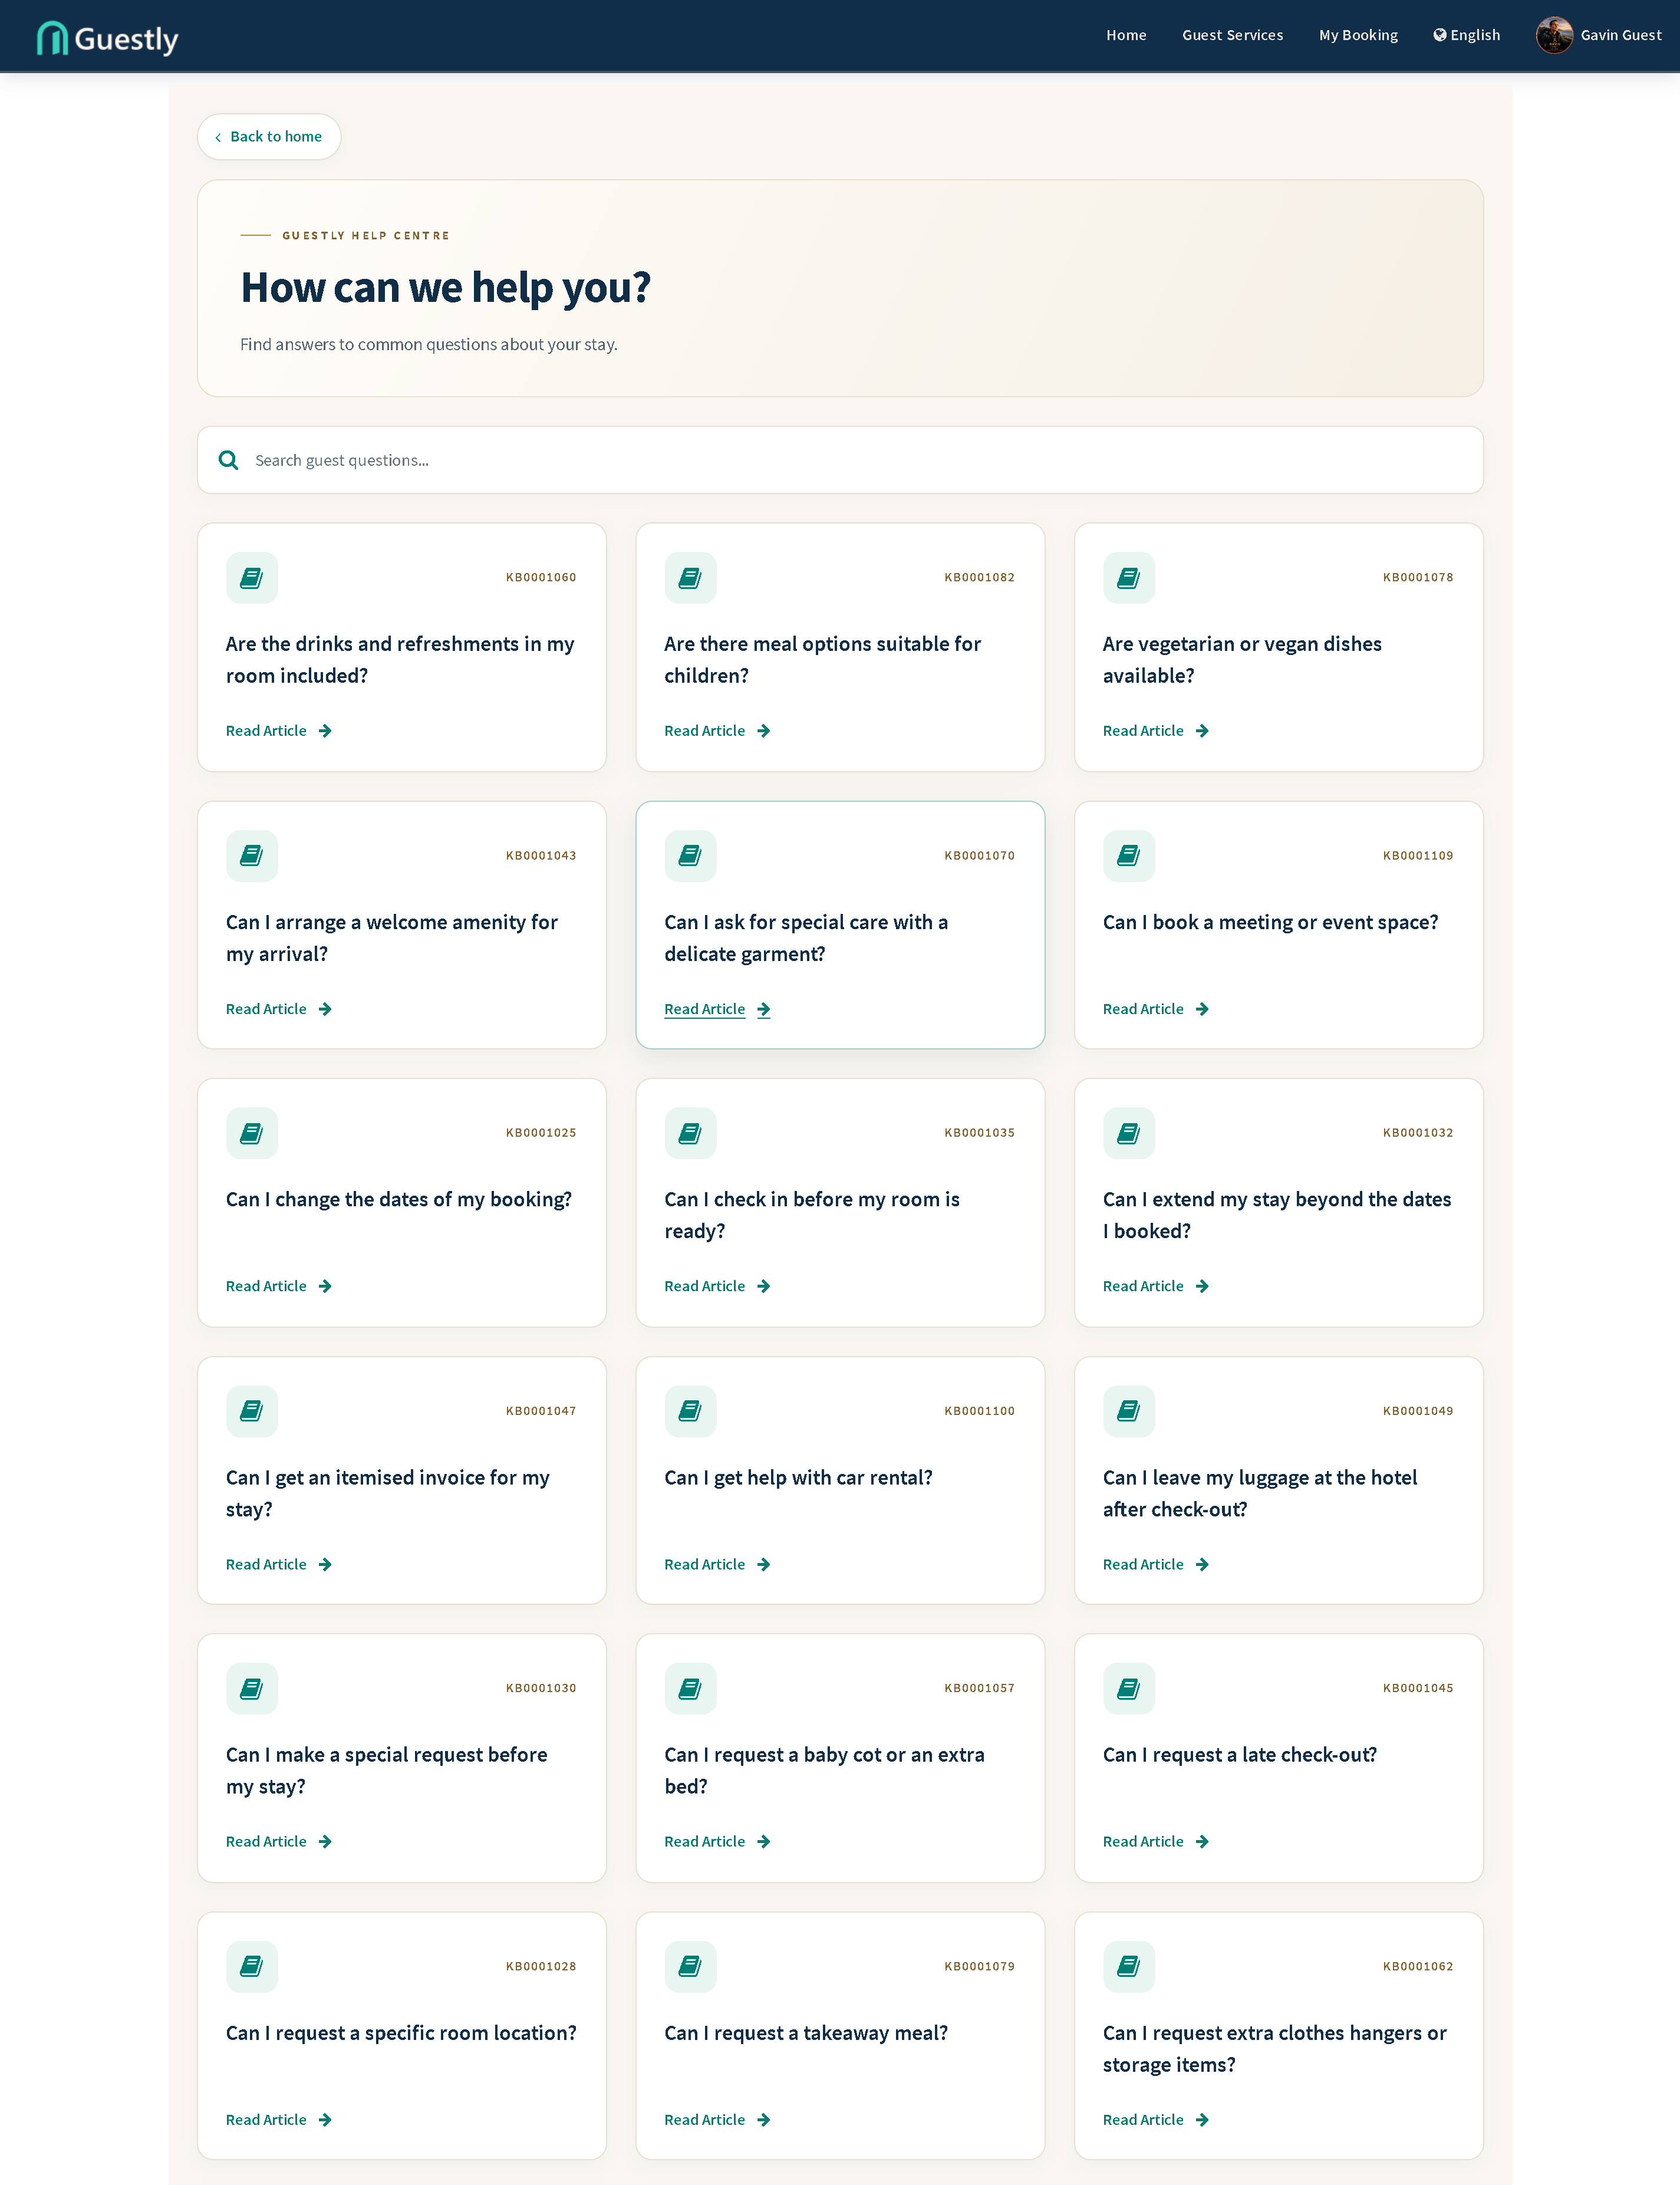 Guestly
Home
Guest Services
My Booking
English
Gavin Guest
Back to home
GUESTLY HELP CENTRE
How can we help you?
Find answers to common questions about your stay.
Search guest questions...
KB0001060
Are the drinks and refreshments in my
room included?
Read Article
KB0001082
Are there meal options suitable for
children?
Read Article
KB0001078
Are vegetarian or vegan dishes
available?
Read Article
KB0001043
Can I arrange a welcome amenity for
my arrival?
Read Article
KB0001070
Can I ask for special care with a
delicate garment?
Read Article
KB0001109
Can I book a meeting or event space?
Read Article
KB0001025
Can I change the dates of my booking?
Read Article
KB0001035
Can I check in before my room is
ready?
Read Article
KB0001032
Can I extend my stay beyond the dates
I booked?
Read Article
KB0001047
Can I get an itemised invoice for my
stay?
Read Article
KB0001100
Can I get help with car rental?
Read Article
KB0001049
Can I leave my luggage at the hotel
after check-out?
Read Article
KB0001030
Can I make a special request before
my stay?
Read Article
KB0001057
Can I request a baby cot or an extra
bed?
Read Article
KB0001045
Can I request a late check-out?
Read Article
KB0001028
Can I request a specific room location?
Read Article
KB0001079
Can I request a takeaway meal?
Read Article
KB0001062
Can I request extra clothes hangers or
storage items?
Read Article